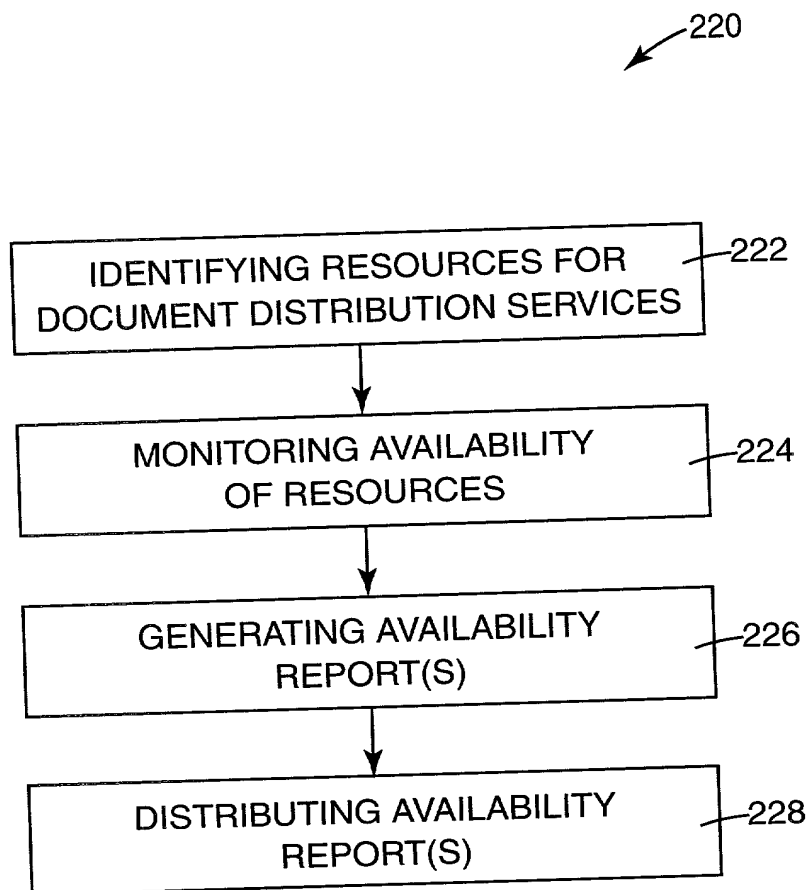 220
IDENTIFYING RESOURCES FOR
DOCUMENT DISTRIBUTION SERVICES
222
MONITORING AVAILABILITY
OF RESOURCES
224
GENERATING AVAILABILITY
REPORT(S)
226
DISTRIBUTING AVAILABILITY
REPORT(S)
228